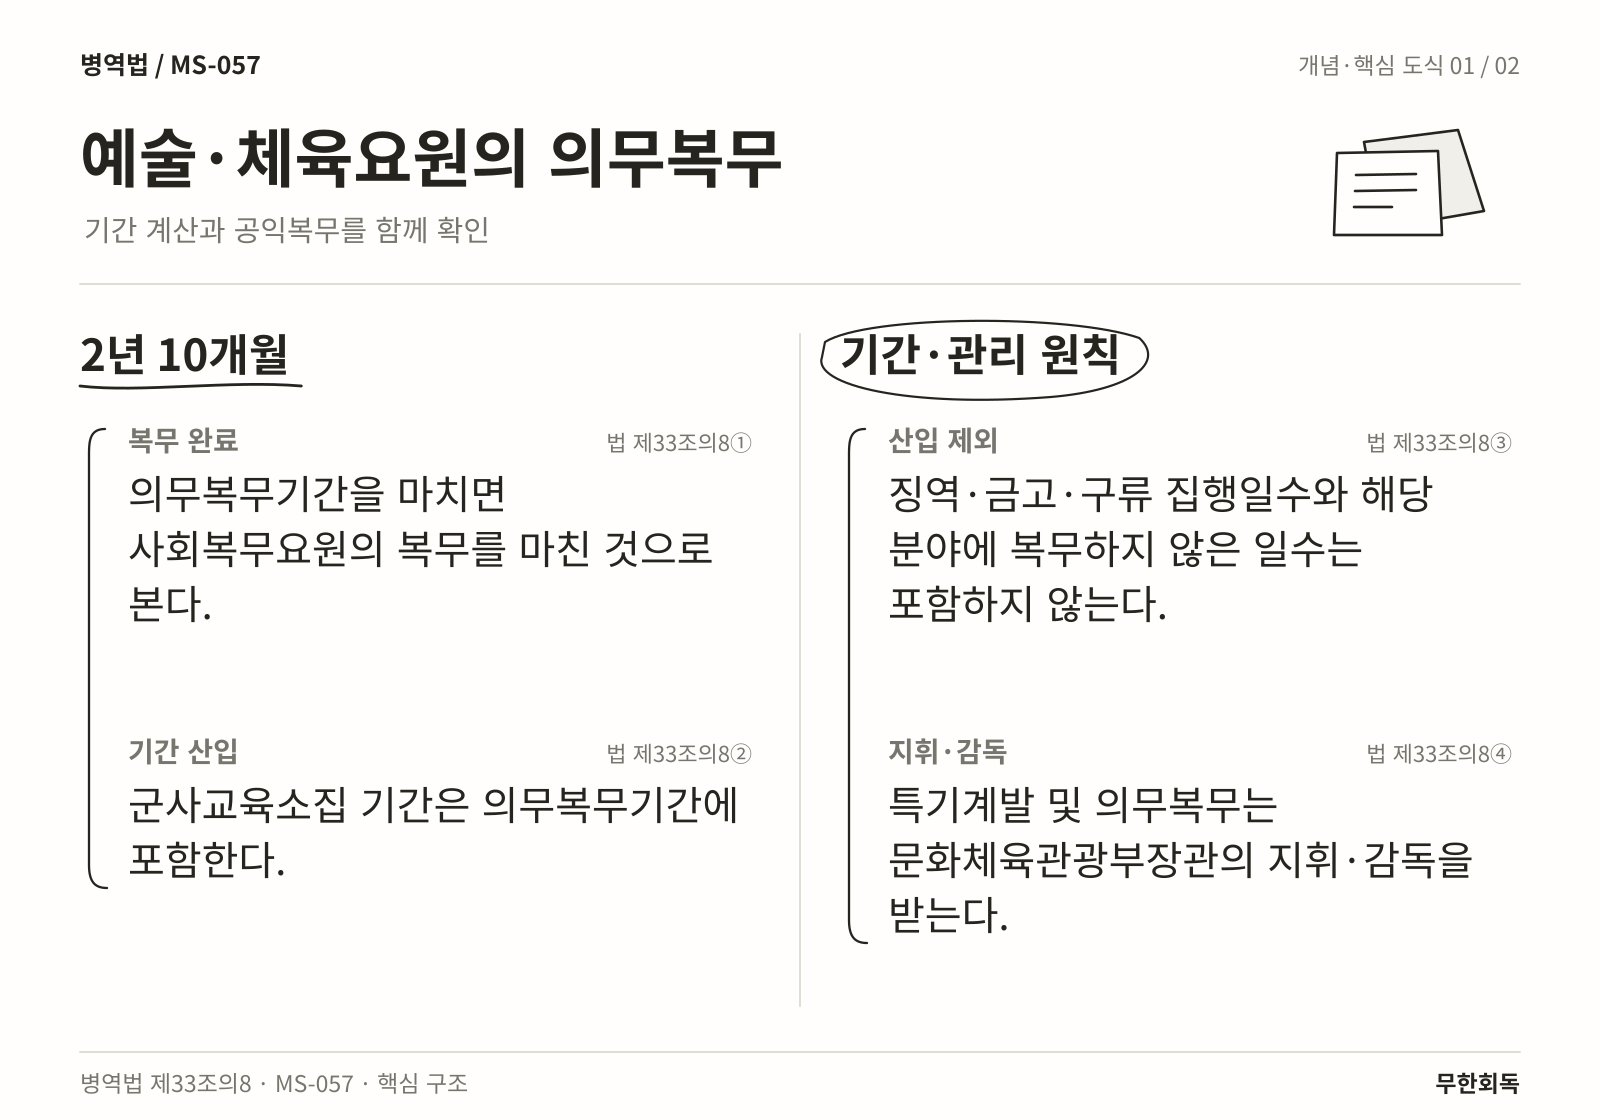 병역법 / MS-057
개념·핵심 도식 01 / 02
예술·체육요원의 의무복무
기간 계산과 공익복무를 함께 확인
2년 10개월
복무 완료
법 제33조의8①
의무복무기간을 마치면
사회복무요원의 복무를 마친 것으로
본다.
기간 산입
법 제33조의8②
군사교육소집 기간은 의무복무기간에
포함한다.
기간·관리 원칙
산입 제외
법 제33조의8③
징역·금고·구류 집행일수와 해당
분야에 복무하지 않은 일수는
포함하지 않는다.
지휘·감독
법 제33조의8④
특기계발 및 의무복무는
문화체육관광부장관의 지휘·감독을
받는다.
병역법 제33조의8 · MS-057 · 핵심 구조
무한회독